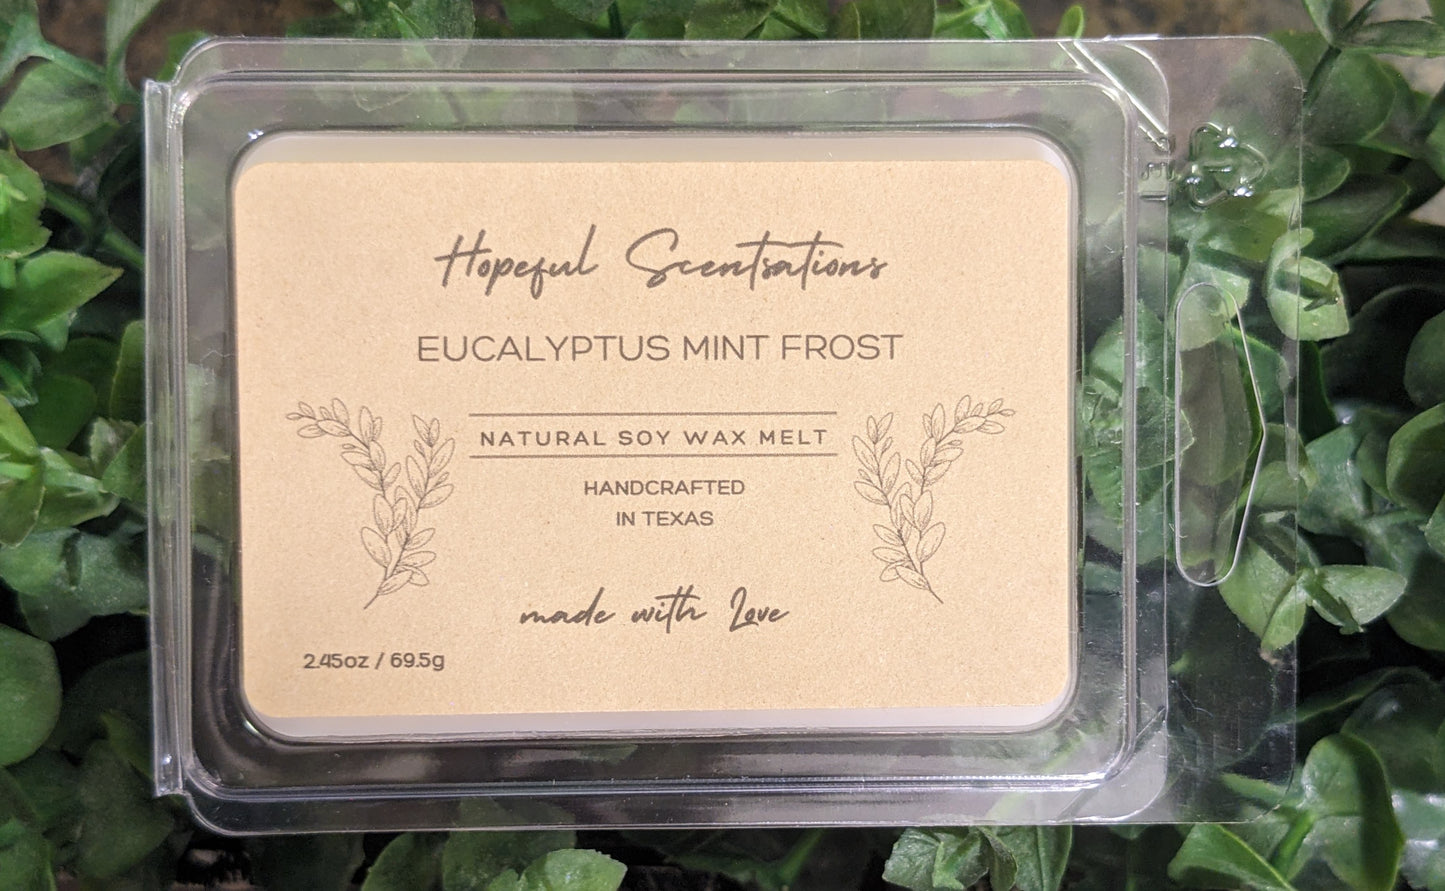 Hopeful Scentsations
EUCALYPTUS MINT FROST
NATURAL SOY WAX MELT
HANDCRAFTED
IN TEXAS
made with Love
2.45oz / 69.5g